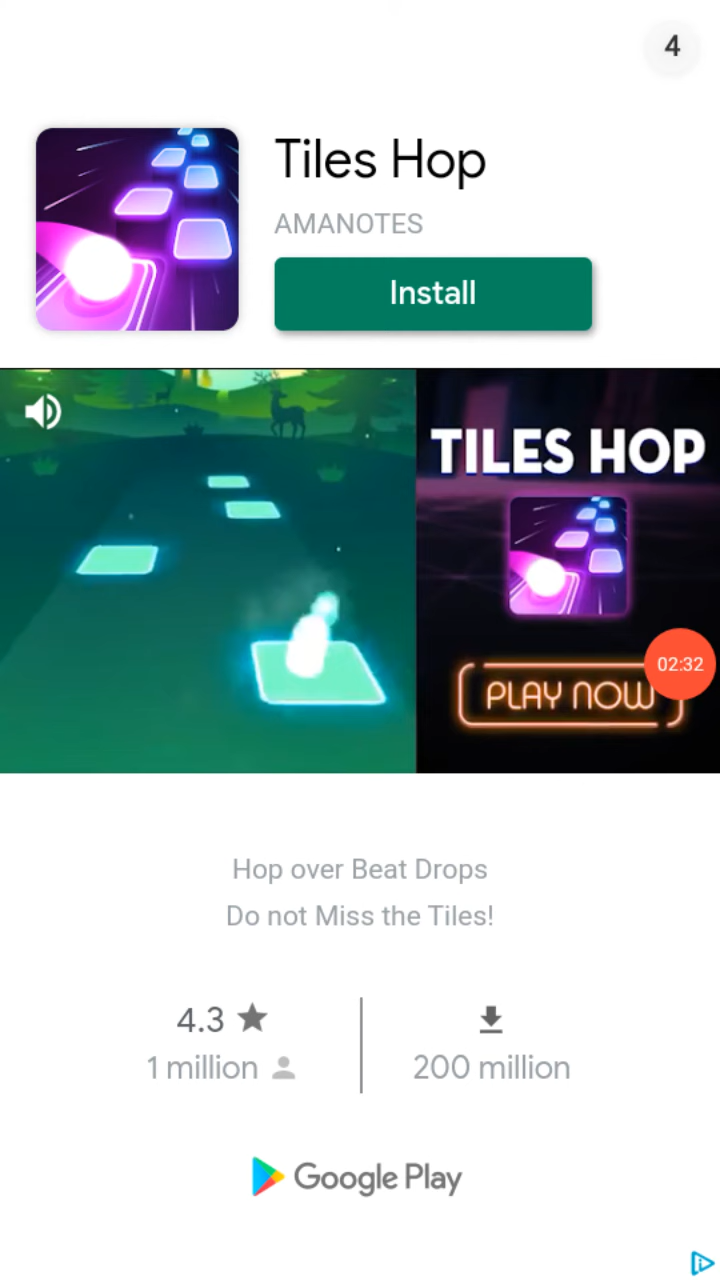 4
Tiles Hop
AMANOTES
Install
TILES HOP
02:32
PLAY NOW
Hop over Beat Drops
Do not Miss the Tiles!
4.3
1 million
200 million
Google Play